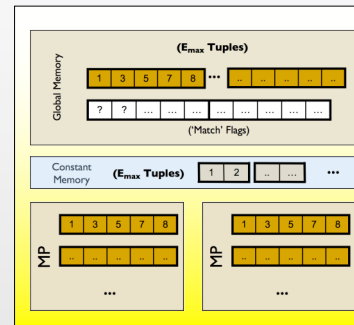 (Emax Tuples)
Global Memory
1 3 5 7 8 ••• .. .. .. .. ..
? ? ... ... ... ... ... ... ... ...
('Match' Flags)
Constant Memory
(Emax Tuples) 1 2 .. ... •••
MP
1 3 5 7 8
.. .. .. .. ..
•••
MP
1 3 5 7 8
.. .. .. .. ..
•••